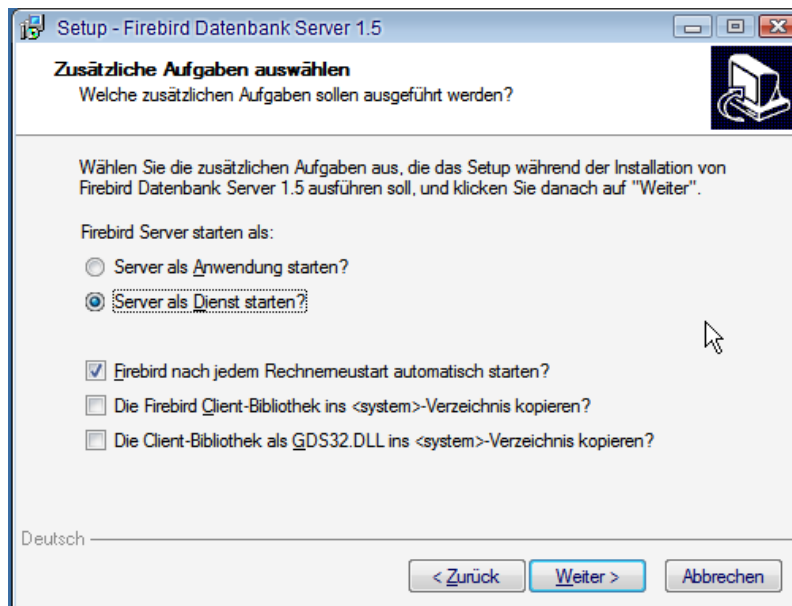 Setup - Firebird Datenbank Server 1.5
Zusätzliche Aufgaben auswählen
Welche zusätzlichen Aufgaben sollen ausgeführt werden?
Wählen Sie die zusätzlichen Aufgaben aus, die das Setup während der Installation von
Firebird Datenbank Server 1.5 ausführen soll, und klicken Sie danach auf "Weiter".
Firebird Server starten als:
Server als Anwendung starten?
Server als Dienst starten?
Firebird nach jedem Rechnerneustart automatisch starten?
Die Firebird Client-Bibliothek ins <system>-Verzeichnis kopieren?
Die Client-Bibliothek als GDS32.DLL ins <system>-Verzeichnis kopieren?
Deutsch
< Zurück
Weiter >
Abbrechen